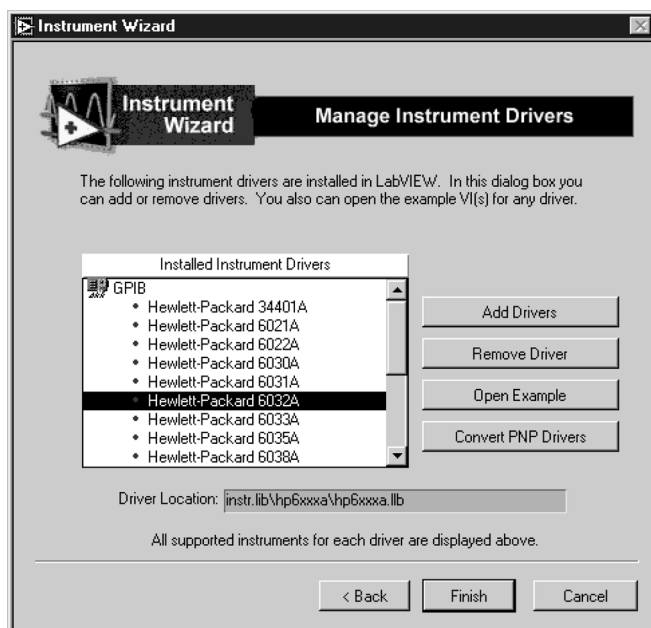 Instrument Wizard
Instrument
Wizard
Manage Instrument Drivers
The following instrument drivers are installed in LabVIEW. In this dialog box you
can add or remove drivers. You also can open the example VI(s) for any driver.
Installed Instrument Drivers
GPIB
• Hewlett-Packard 34401A
• Hewlett-Packard 6021A
• Hewlett-Packard 6022A
• Hewlett-Packard 6030A
• Hewlett-Packard 6031A
• Hewlett-Packard 6032A
• Hewlett-Packard 6033A
• Hewlett-Packard 6035A
• Hewlett-Packard 6038A
Add Drivers
Remove Driver
Open Example
Convert PNP Drivers
Driver Location: instr.lib\hp6xxxa\hp6xxxa.llb
All supported instruments for each driver are displayed above.
< Back Finish Cancel